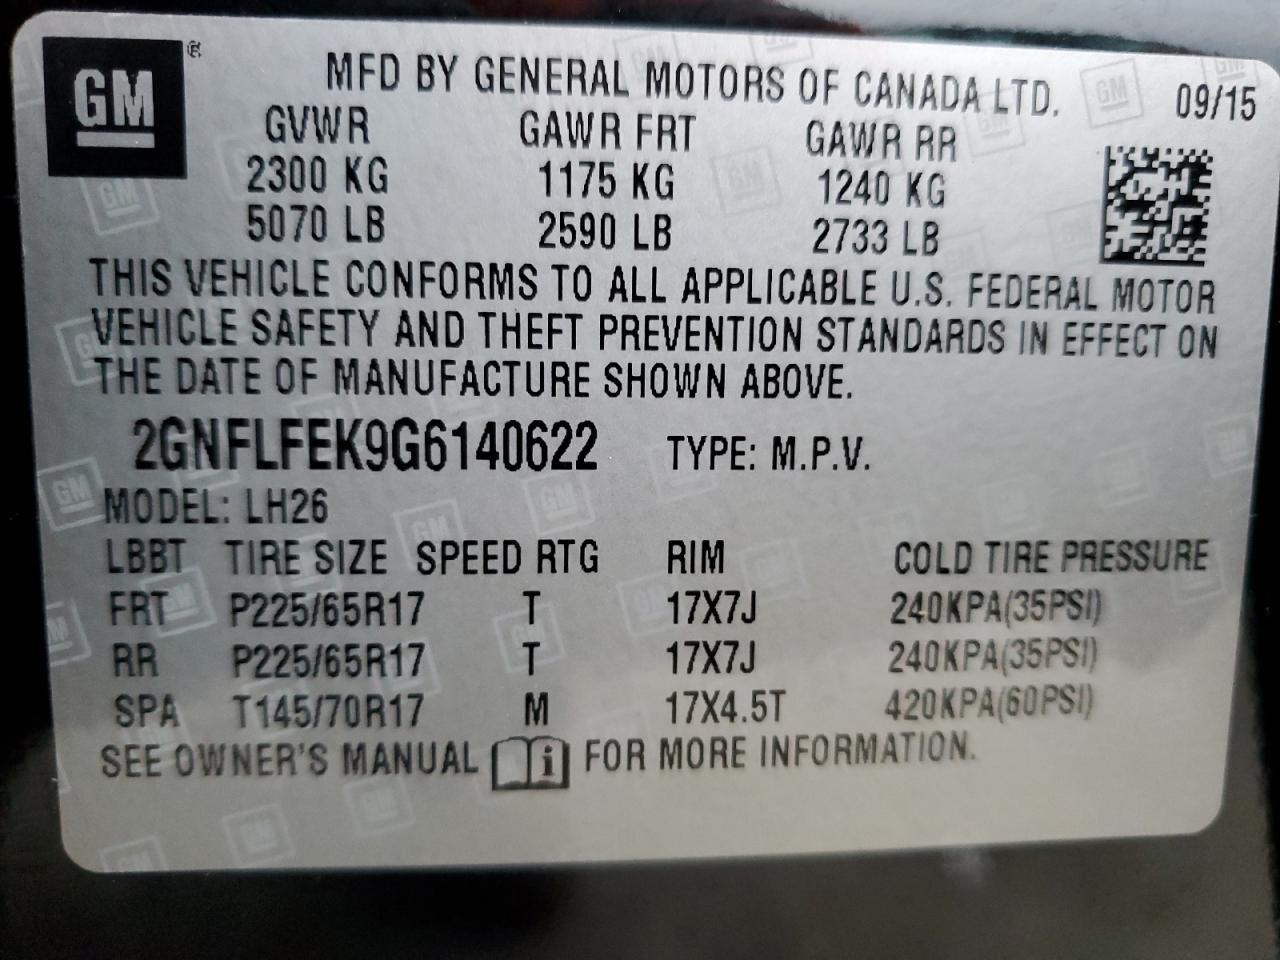 GM ®
MFD BY GENERAL MOTORS OF CANADA LTD. 09/15
GVWR GAWR FRT GAWR RR
2300 KG 1175 KG 1240 KG
5070 LB 2590 LB 2733 LB
THIS VEHICLE CONFORMS TO ALL APPLICABLE U.S. FEDERAL MOTOR
VEHICLE SAFETY AND THEFT PREVENTION STANDARDS IN EFFECT ON
THE DATE OF MANUFACTURE SHOWN ABOVE.
2GNFLFEK9G6140622 TYPE: M.P.V.
MODEL: LH26
LBBT TIRE SIZE SPEED RTG RIM COLD TIRE PRESSURE
FRT P225/65R17 T 17X7J 240KPA(35PSI)
RR P225/65R17 T 17X7J 240KPA(35PSI)
SPA T145/70R17 M 17X4.5T 420KPA(60PSI)
SEE OWNER'S MANUAL i FOR MORE INFORMATION.